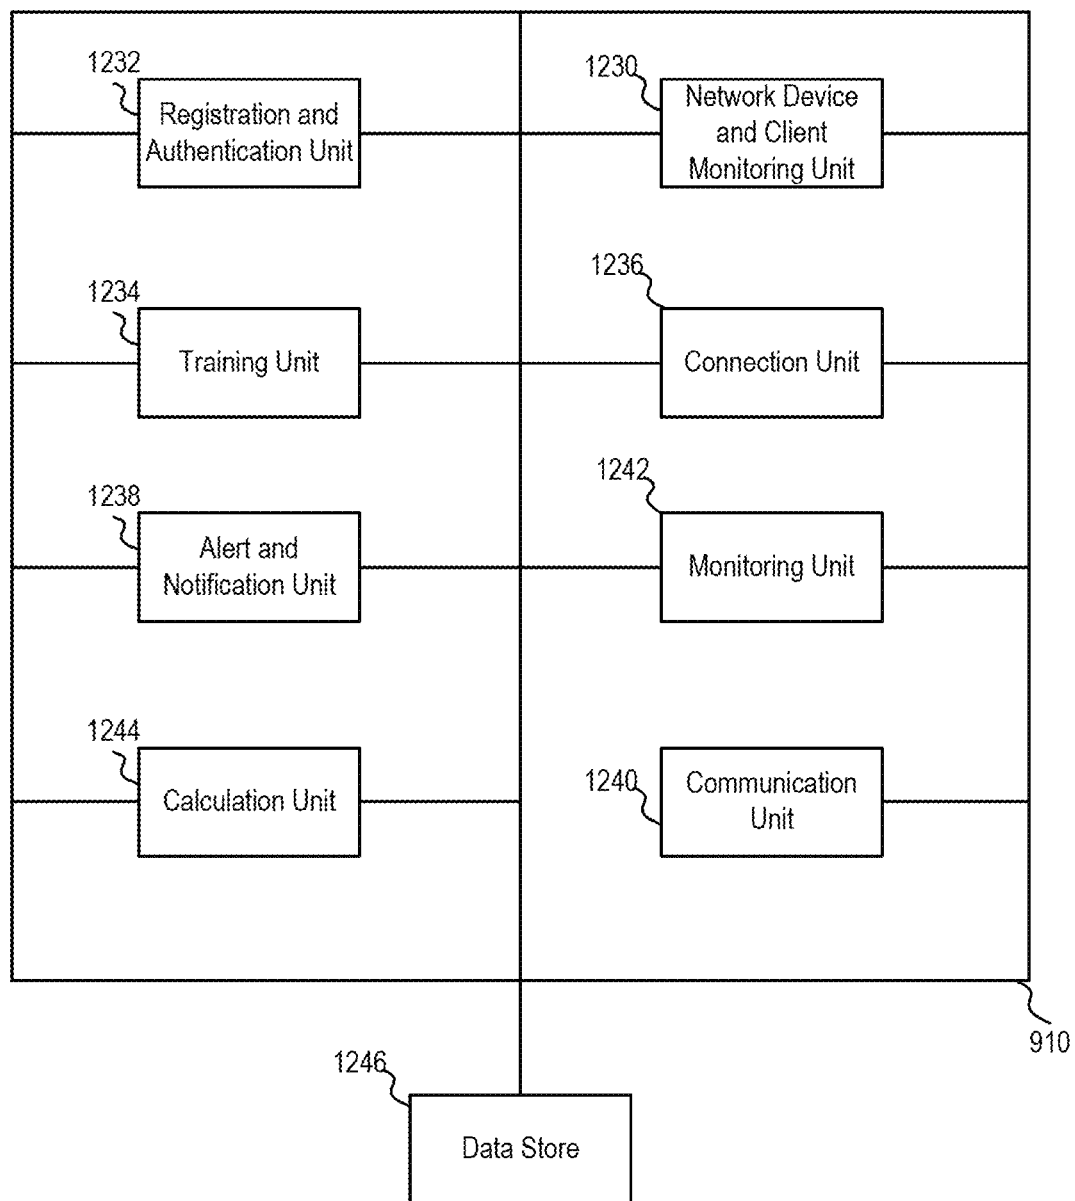 1232
Registration and
Authentication Unit
1230
Network Device
and Client
Monitoring Unit
1234
Training Unit
1236
Connection Unit
1238
Alert and
Notification Unit
1242
Monitoring Unit
1244
Calculation Unit
1240
Communication
Unit
910
1246
Data Store